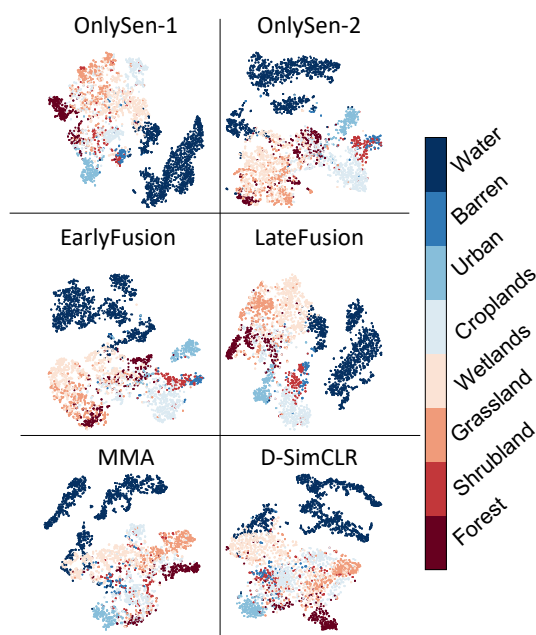 OnlySen-1
OnlySen-2
EarlyFusion
LateFusion
MMA
D-SimCLR
Water
Barren
Urban
Croplands
Wetlands
Grassland
Shrubland
Forest